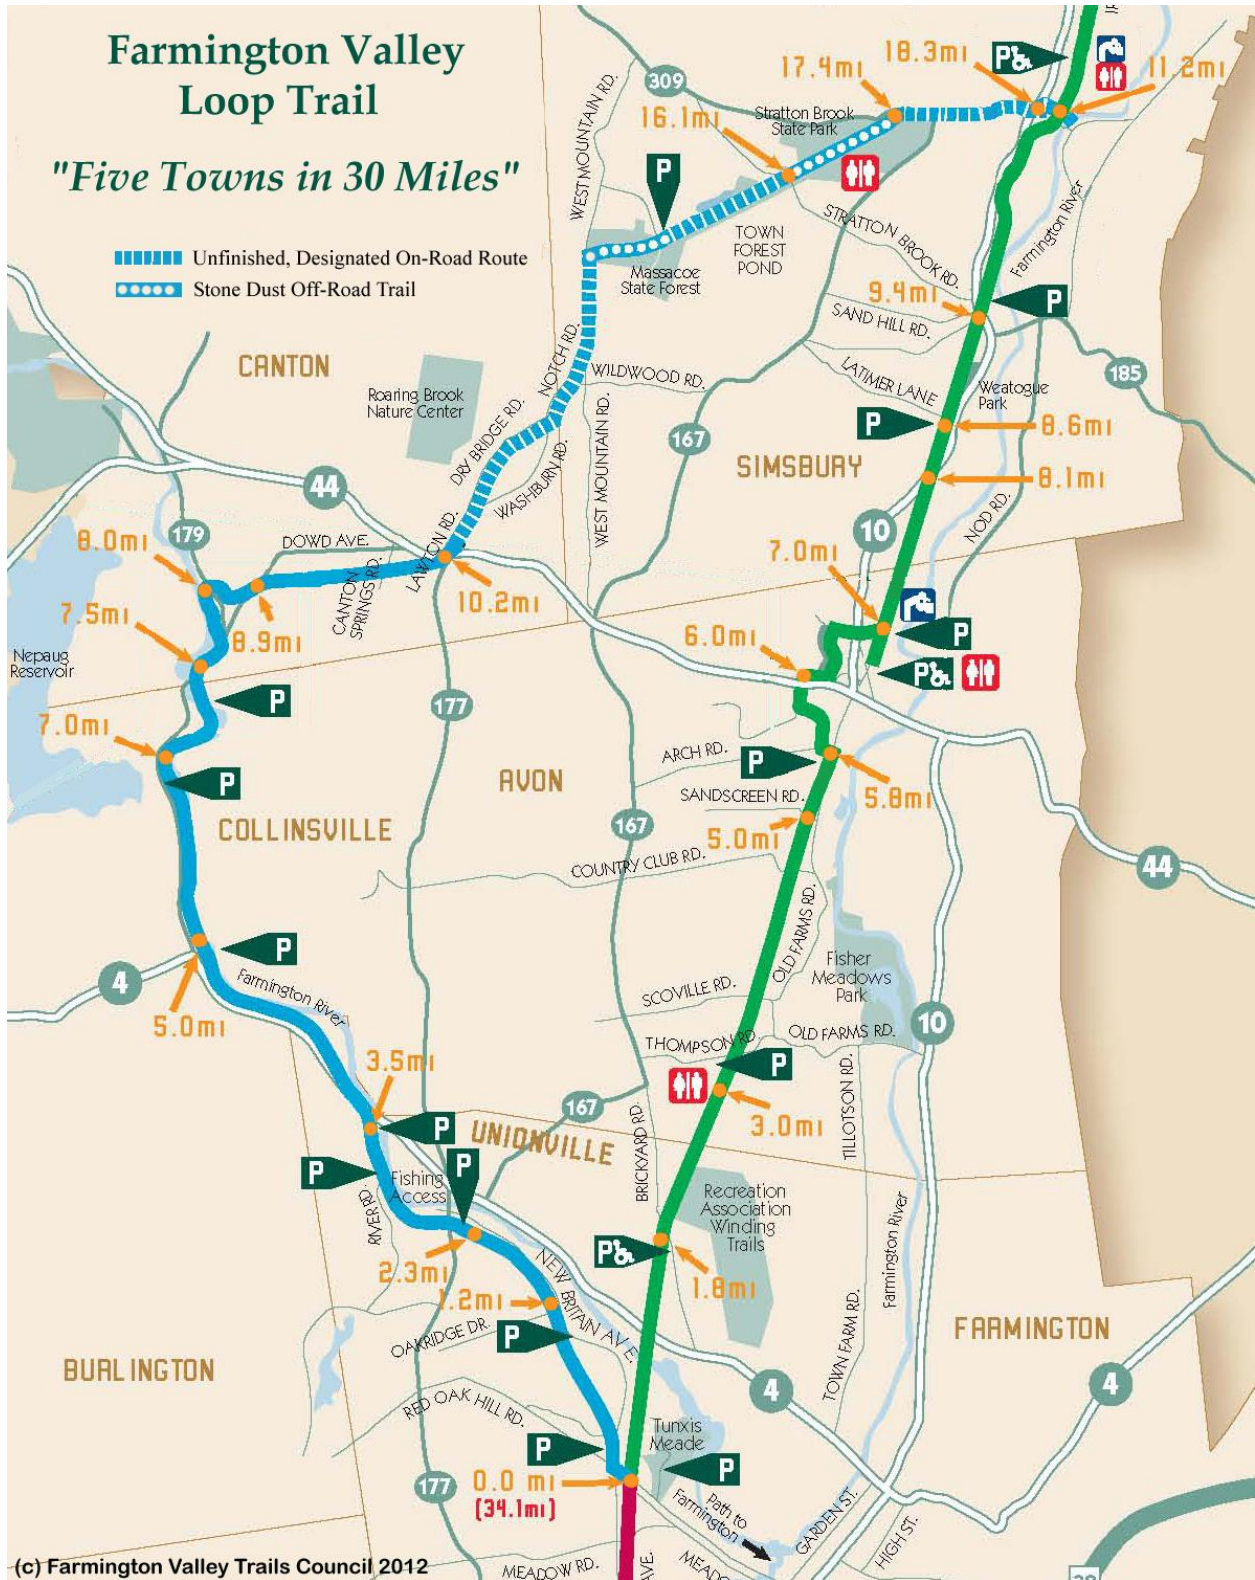 Farmington Valley
Loop Trail
"Five Towns in 30 Miles"
Unfinished, Designated On-Road Route
Stone Dust Off-Road Trail
309
WEST MOUNTAIN RD.
16.1mi
17.4mi
18.3mi
11.2mi
P
Stratton Brook
State Park
P
TOWN
FOREST
POND
STRATTON BROOK RD.
Farmington River
Massacoe
State Forest
9.4mi
P
SAND HILL RD.
CANTON
NOTCH RD.
WILDWOOD RD.
LATIMER LANE
Weatogue
Park
185
Roaring Brook
Nature Center
DRY BRIDGE RD.
WASHBURN RD.
WEST MOUNTAIN RD.
167
P
8.6mi
SIMSBURY
8.1mi
44
10
NOD RD.
179
DOWD AVE.
LAWTON RD.
CANTON
SPRINGS RD.
8.0mi
7.0mi
10.2mi
7.5mi
8.9mi
P
6.0mi
P
Nepaug
Reservoir
P
177
7.0mi
ARCH RD.
P
P
AVON
SANDSCREEN RD.
5.8mi
COLLINSVILLE
167
5.0mi
COUNTRY CLUB RD.
44
OLD FARMS RD.
P
Fisher
Meadows
Park
4
Farmington River
SCOVILLE RD.
5.0mi
10
THOMPSON RD.
OLD FARMS RD.
3.5mi
P
167
3.0mi
TILLOTSON RD.
P
UNIONVILLE
BRICKYARD RD.
P
P
Fishing
Access
RIVER RD.
Recreation
Association
Winding
Trails
Farmington River
P
2.3mi
1.8mi
NEW BRITAIN AVE.
1.2mi
OAKRIDGE DR.
P
FARMINGTON
BURLINGTON
TOWN FARM RD.
4
4
RED OAK HILL RD.
Tunxis
Meade
P
P
177
0.0 mi
(34.1mi)
Path to
Farmington
GARDEN ST.
HIGH ST.
MEADOW RD.
AVE.
(c) Farmington Valley Trails Council 2012